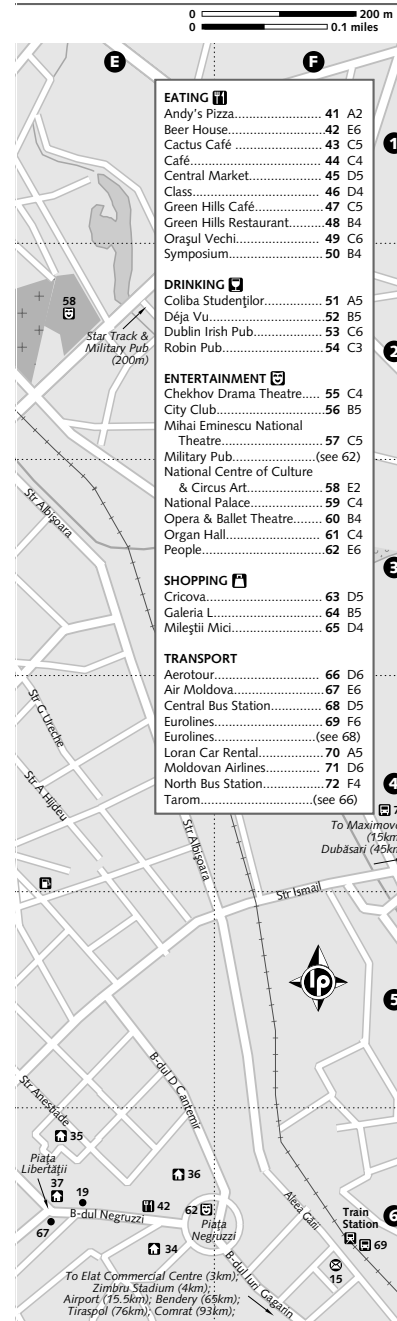 0 200 m
0 0.1 miles
E F
EATING
Andy's Pizza........................ 41 A2
Beer House.......................... 42 E6
Cactus Café ........................ 43 C5
Café..................................... 44 C4
Central Market.................... 45 D5
Class.................................... 46 D4
Green Hills Café.................. 47 C5
Green Hills Restaurant........ 48 B4
Oraşul Vechi........................ 49 C6
Symposium......................... 50 B4
DRINKING
Coliba Studenţilor............... 51 A5
Déja Vu............................... 52 B5
Dublin Irish Pub................... 53 C6
Robin Pub............................ 54 C3
ENTERTAINMENT
Chekhov Drama Theatre..... 55 C4
City Club............................. 56 B5
Mihai Eminescu National
Theatre............................ 57 C5
Military Pub....................(see 62)
National Centre of Culture
& Circus Art..................... 58 E2
National Palace................... 59 C4
Opera & Ballet Theatre....... 60 B4
Organ Hall........................... 61 C4
People................................. 62 E6
SHOPPING
Cricova................................ 63 D5
Galeria L.............................. 64 B5
Mileştii Mici......................... 65 D4
TRANSPORT
Aerotour.............................. 66 D6
Air Moldova......................... 67 E6
Central Bus Station.............. 68 D5
Eurolines.............................. 69 F6
Eurolines.........................(see 68)
Loran Car Rental.................. 70 A5
Moldovan Airlines............... 71 D6
North Bus Station................ 72 F4
Tarom.............................(see 66)
1
58
Star Track &
Military Pub
(200m)
2
Str Albişoara
3
Str G Ureche
Str A Hijdeu
4
7
To Maximov
(15km
Dubăsari (45km
Str Albişoara
Str Ismail
lp
5
B-dul D Cantemir
Str Anestiade
35
Piaţa
Libertăţii
36
37
19
42
62
B-dul Negruzzi
67
Piaţa
Negruzzi
34
Aleea Gării
Train
Station
6
69
15
B-dul Iuri Gagarin
To Elat Commercial Centre (3km);
Zimbru Stadium (4km);
Airport (15.5km); Bendery (65km);
Tiraspol (76km); Comrat (93km);